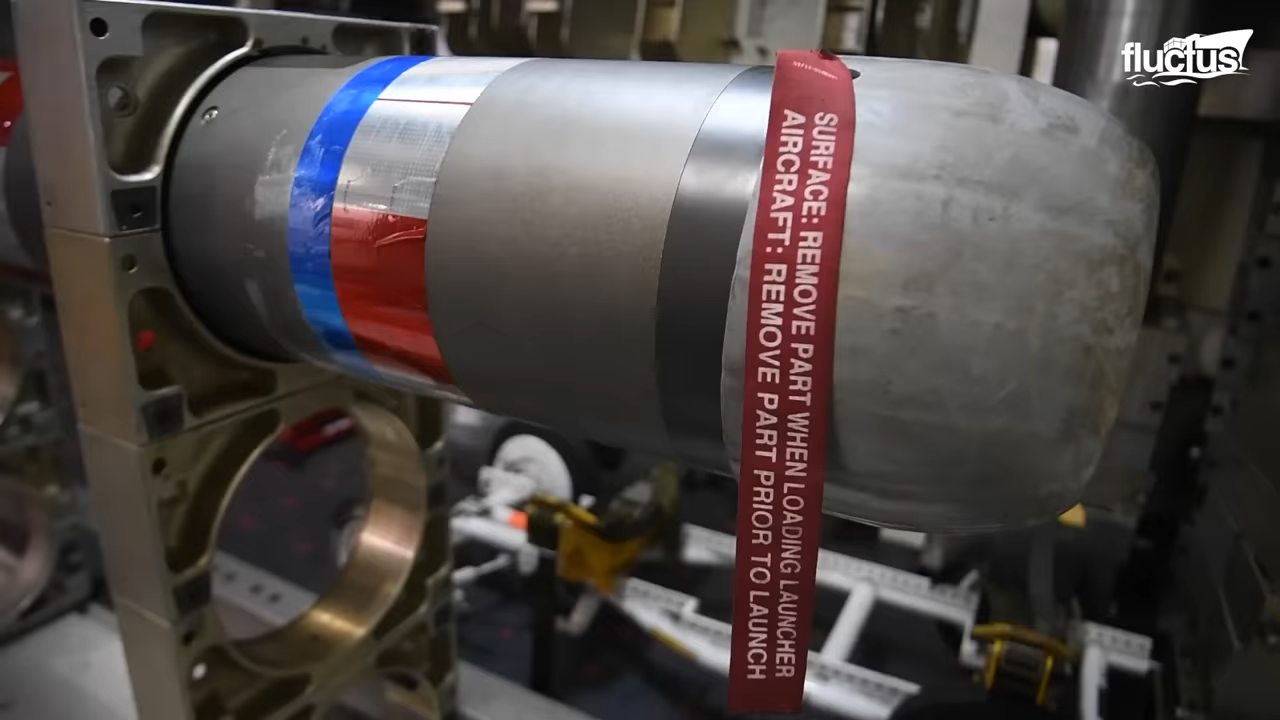 fluctus
SURFACE: REMOVE PART WHEN LOADING LAUNCHER
AIRCRAFT: REMOVE PART PRIOR TO LAUNCH